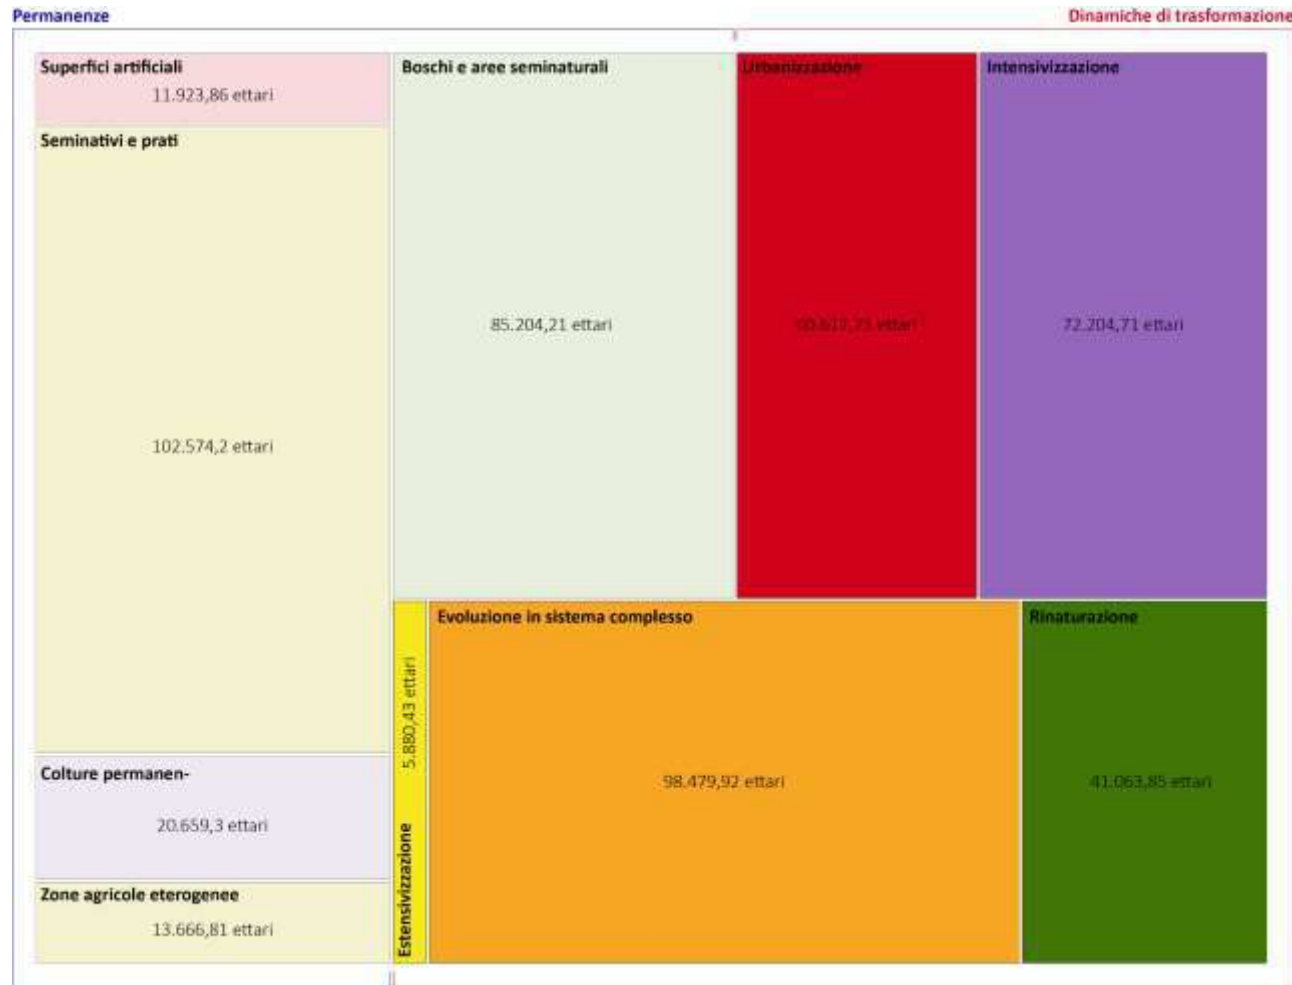 Permanenze
Dinamiche di trasformazione
Superfici artificiali
11.923,86 ettari
Seminativi e prati
102.574,2 ettari
Colture permanen-
20.659,3 ettari
Zone agricole eterogenee
13.666,81 ettari
Boschi e aree seminaturali
85.204,21 ettari
Urbanizzazione
ettari
Intensivizzazione
72.204,71 ettari
Estensivizzazione
5.880,43 ettari
Evoluzione in sistema complesso
98.479,92 ettari
Rinaturazione
41.063,85 ettari